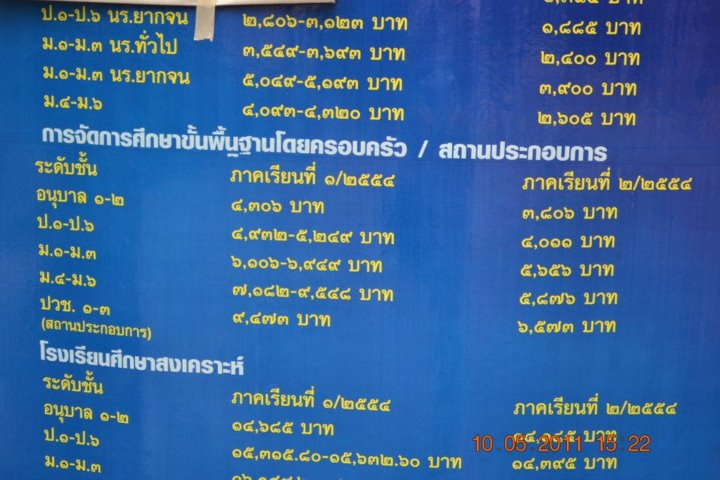 ป.๑-ป.๖ นร.ยากจน ๒,๘๐๖-๓,๑๒๓ บาท ๑,๘๘๕ บาท
ม.๑-ม.๓ นร.ทั่วไป ๓,๕๔๙-๓,๖๙๓ บาท ๒,๔๐๐ บาท
ม.๑-ม.๓ นร.ยากจน ๕,๐๔๙-๕,๑๙๓ บาท ๓,๙๐๐ บาท
ม.๔-ม.๖ ๔,๐๙๓-๔,๓๒๐ บาท ๒,๖๐๕ บาท
การจัดการศึกษาขั้นพื้นฐานโดยครอบครัว / สถานประกอบการ
ระดับชั้น ภาคเรียนที่ ๑/๒๕๕๔ ภาคเรียนที่ ๒/๒๕๕๔
อนุบาล ๑-๒ ๔,๓๐๖ บาท ๓,๘๐๖ บาท
ป.๑-ป.๖ ๔,๙๓๒-๕,๒๔๙ บาท ๔,๐๑๑ บาท
ม.๑-ม.๓ ๖,๑๐๖-๖,๙๔๙ บาท ๕,๖๕๖ บาท
ม.๔-ม.๖ ๗,๑๘๒-๙,๕๔๘ บาท ๕,๘๗๖ บาท
ปวช. ๑-๓ ๙,๔๗๓ บาท ๖,๕๗๓ บาท
(สถานประกอบการ)
โรงเรียนศึกษาสงเคราะห์
ระดับชั้น ภาคเรียนที่ ๑/๒๕๕๔ ภาคเรียนที่ ๒/๒๕๕๔
อนุบาล ๑-๒ ๑๔,๖๘๕ บาท บาท
ป.๑-ป.๖ ๑๕,๓๑๕.๘๐-๑๕,๖๓๒.๖๐ บาท ๑๔,๓๙๕ บาท
ม.๑-ม.๓
10 05 2011 15:22